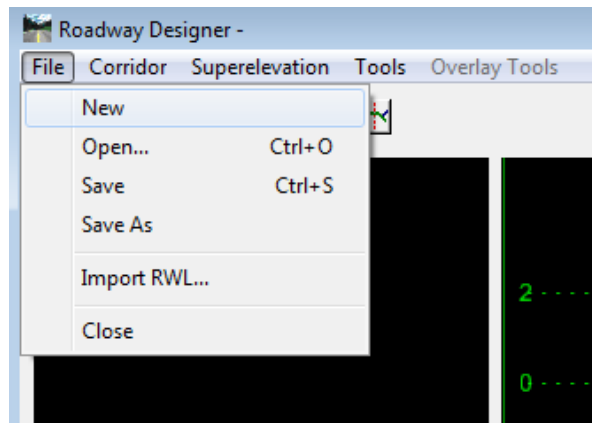 Roadway Designer -
File Corridor Superelevation Tools Overlay Tools
New
Open... Ctrl+O
Save Ctrl+S
Save As
Import RWL...
Close
2
0